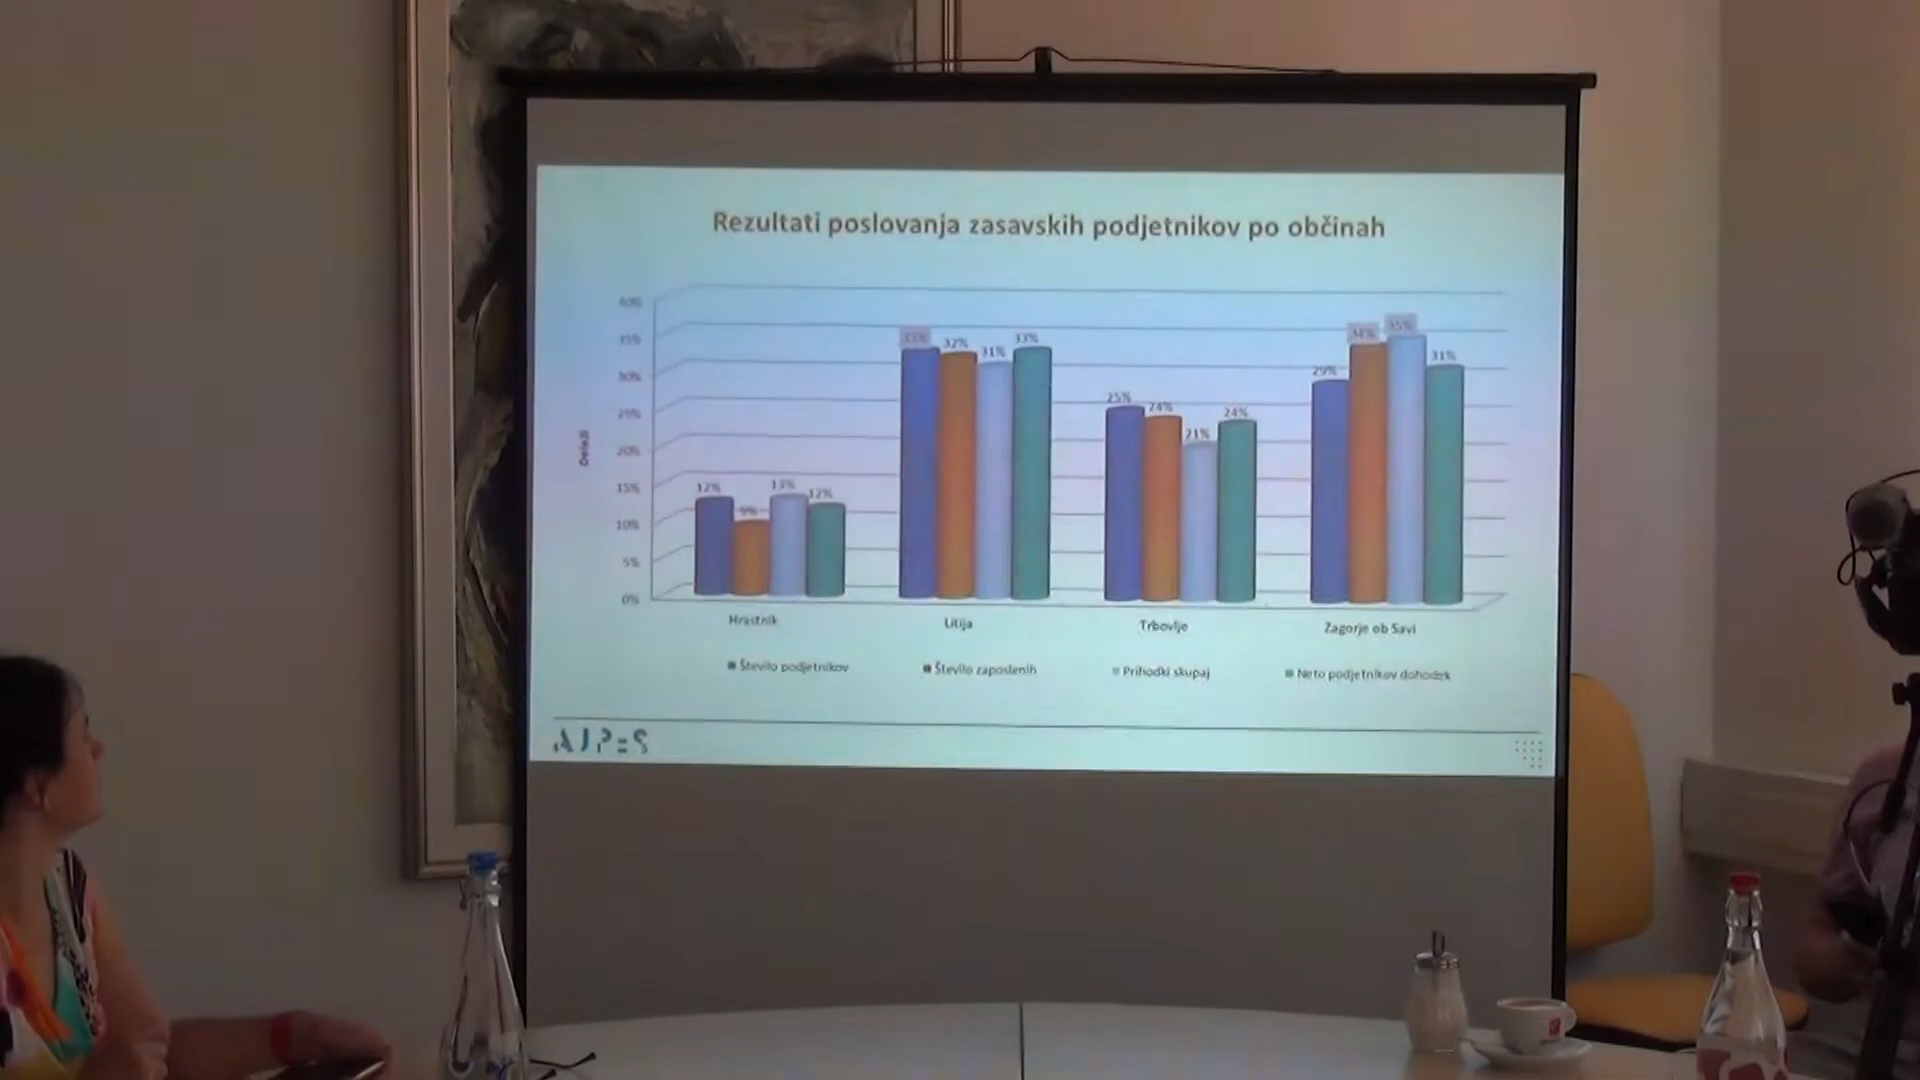 Rezultati poslovanja zasavskih podjetnikov po občinah
40%
35%
30%
25%
20%
15%
10%
5%
0%
Deleži
12% 9% 13% 12%
33% 32% 31% 33%
25% 24% 21% 24%
29% 34% 35% 31%
Hrastnik Litija Trbovlje Zagorje ob Savi
Število podjetnikov Število zaposlenih Prihodki skupaj Neto podjetnikov dohodek
AJPES